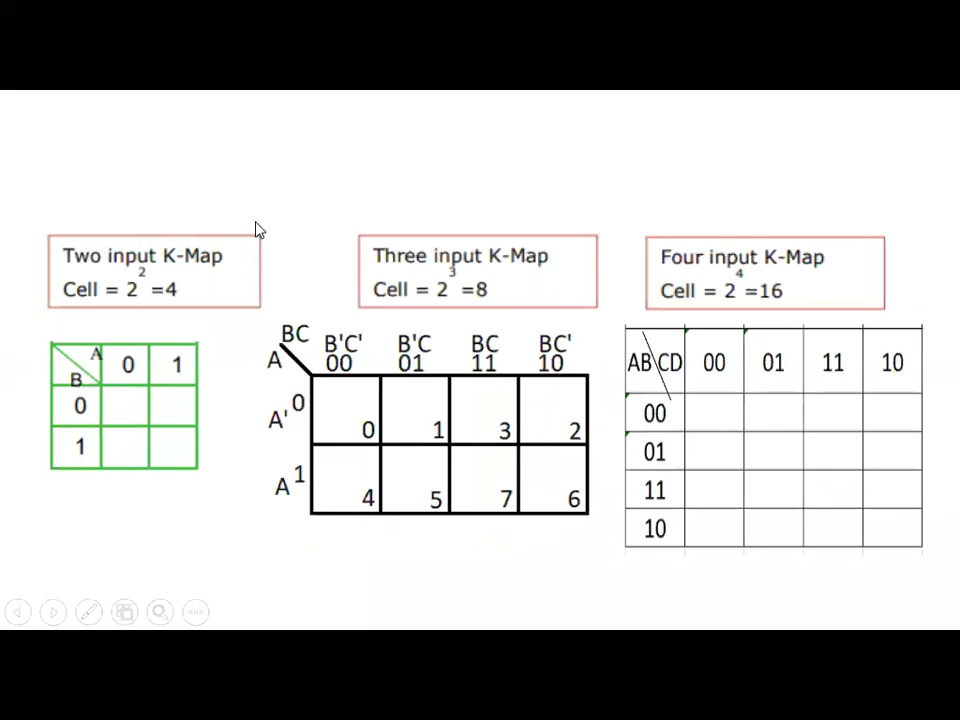 Two input K-Map
Cell = 2^2 =4
Three input K-Map
Cell = 2^3 =8
Four input K-Map
Cell = 2^4 =16
A
B
0 1
0
1
BC
A
B'C' B'C BC BC'
00 01 11 10
A' 0
0 1 3 2
A 1
4 5 7 6
AB CD 00 01 11 10
00
01
11
10